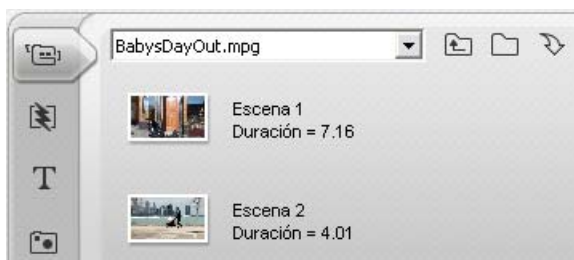 BabysDayOut.mpg
Escena 1
Duración = 7.16
T
Escena 2
Duración = 4.01